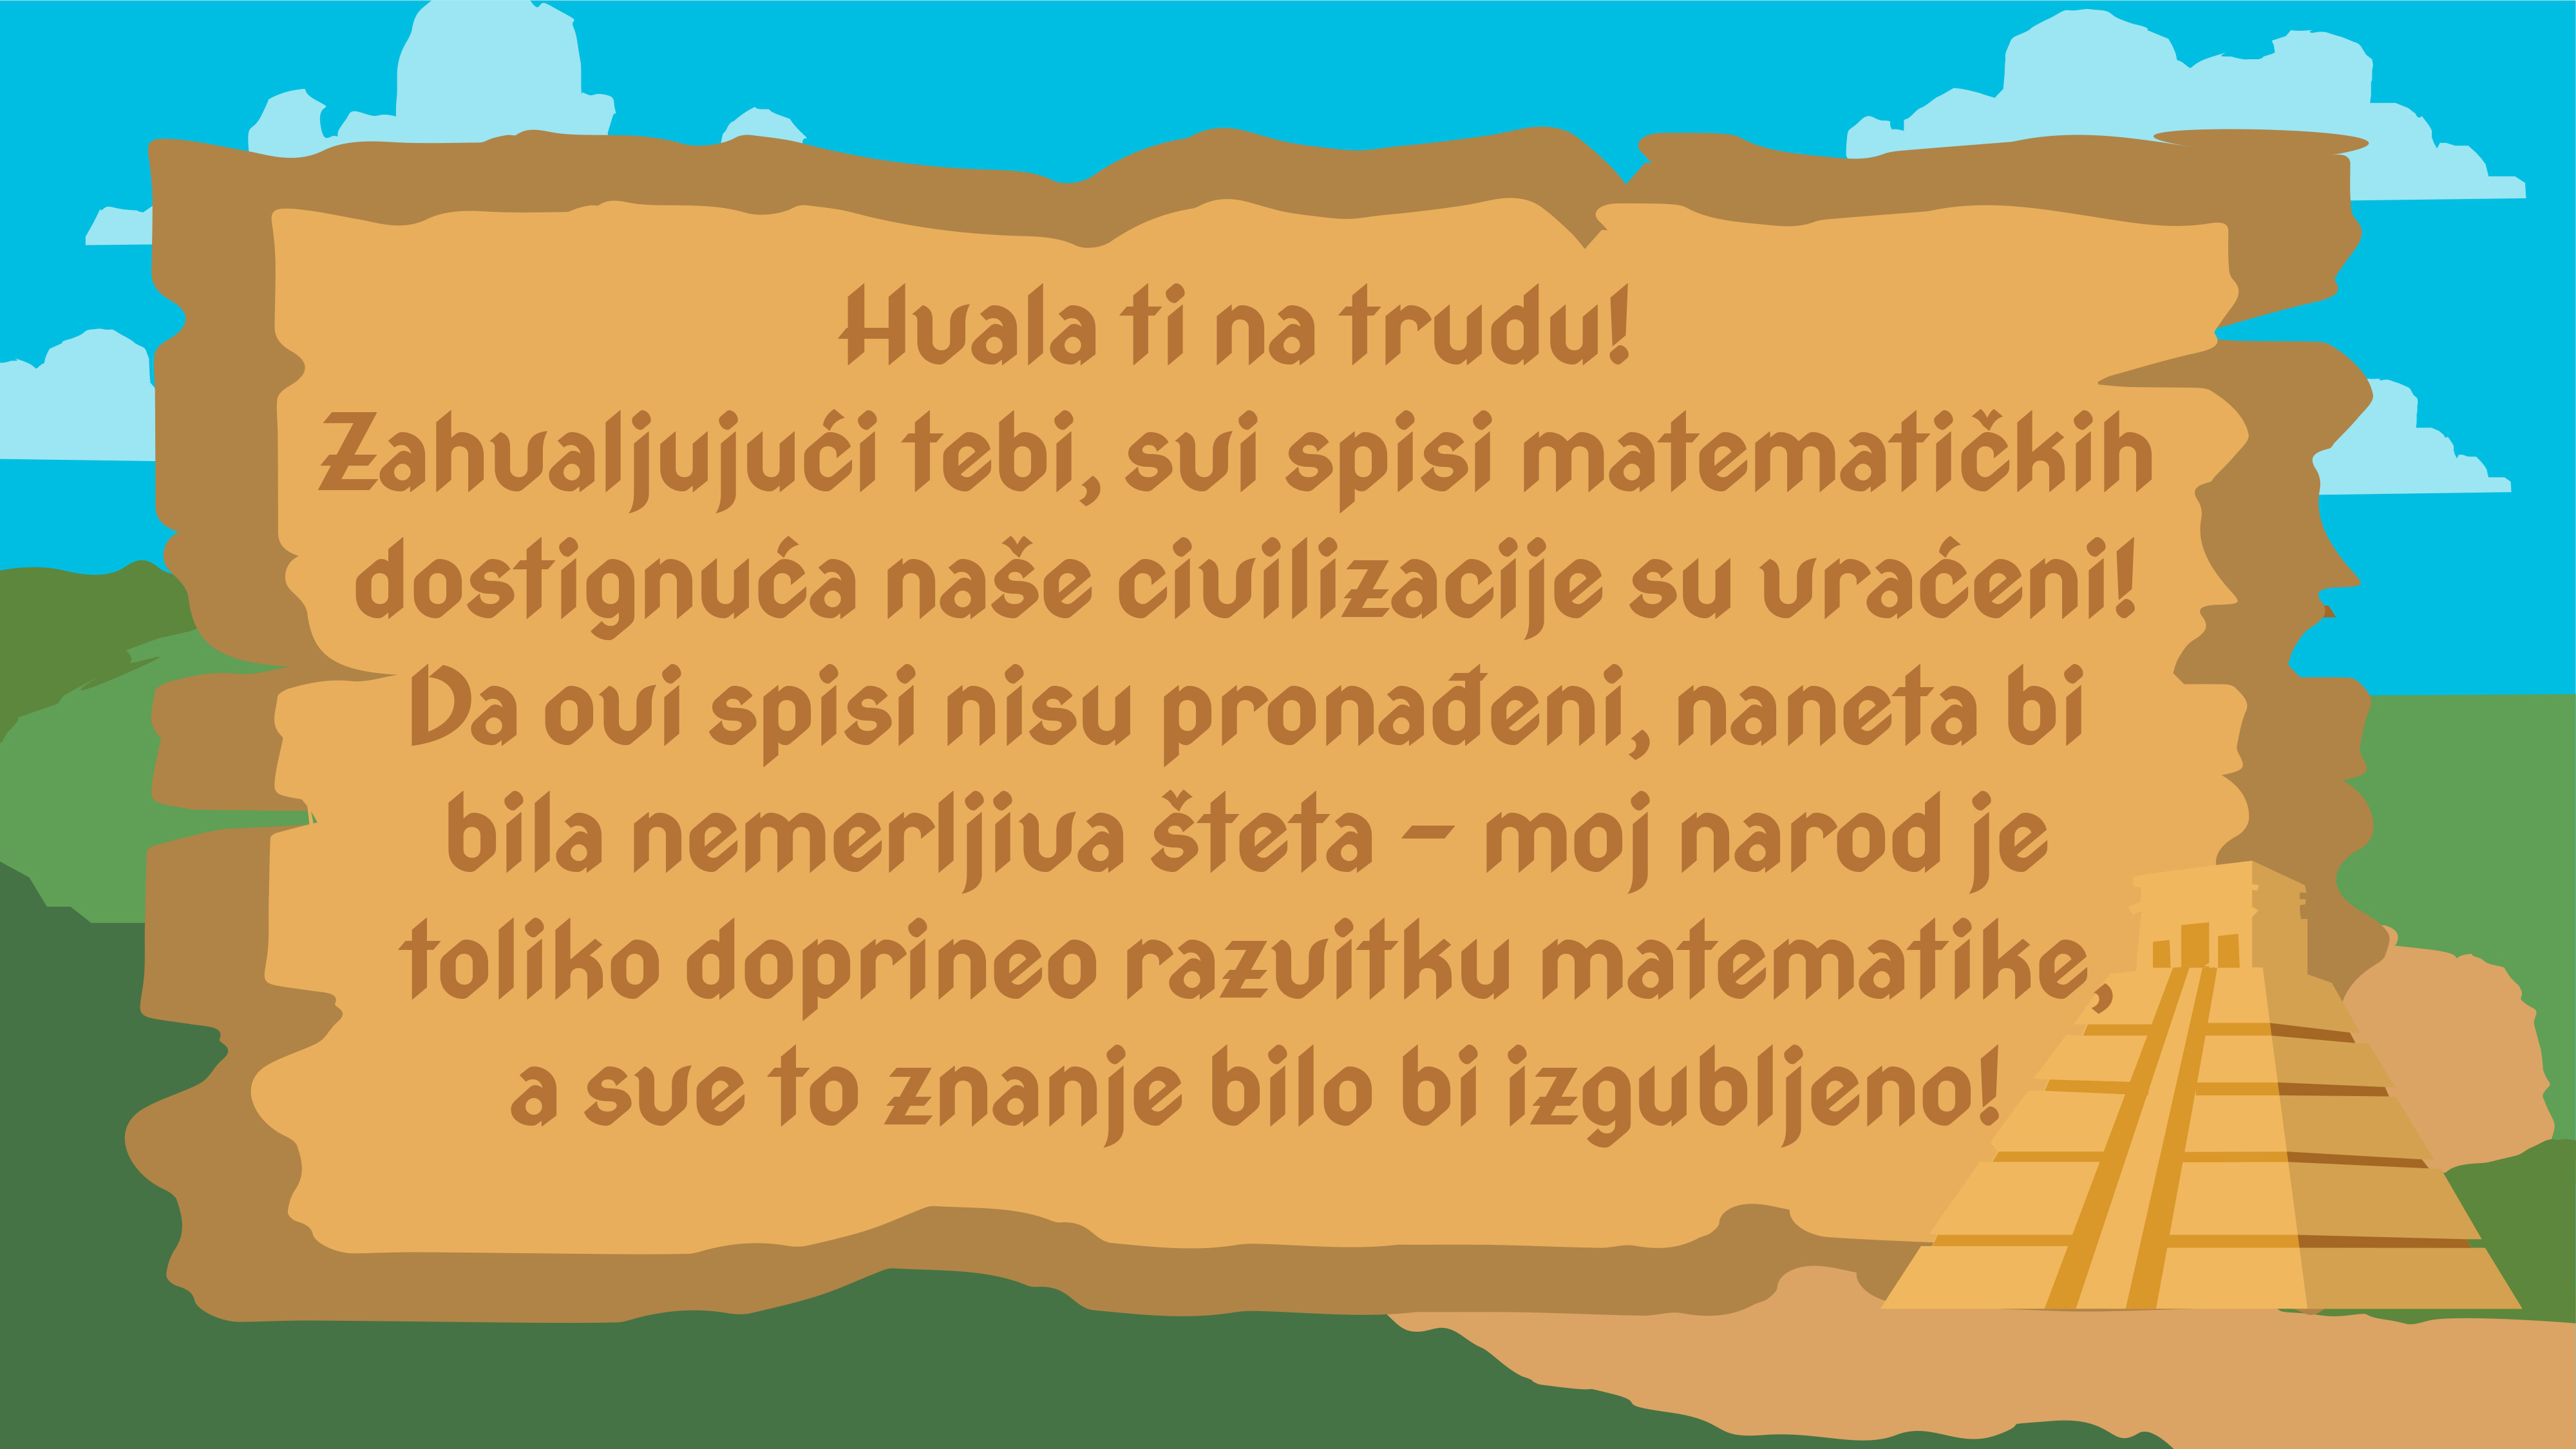 Hvala ti na trudu!
Zahvaljujući tebi, svi spisi matematičkih
dostignuća naše civilizacije su vraćeni!
Da ovi spisi nisu pronađeni, naneta bi
bila nemerljiva šteta – moj narod je
toliko doprineo razvitku matematike,
a sve to znanje bilo bi izgubljeno!